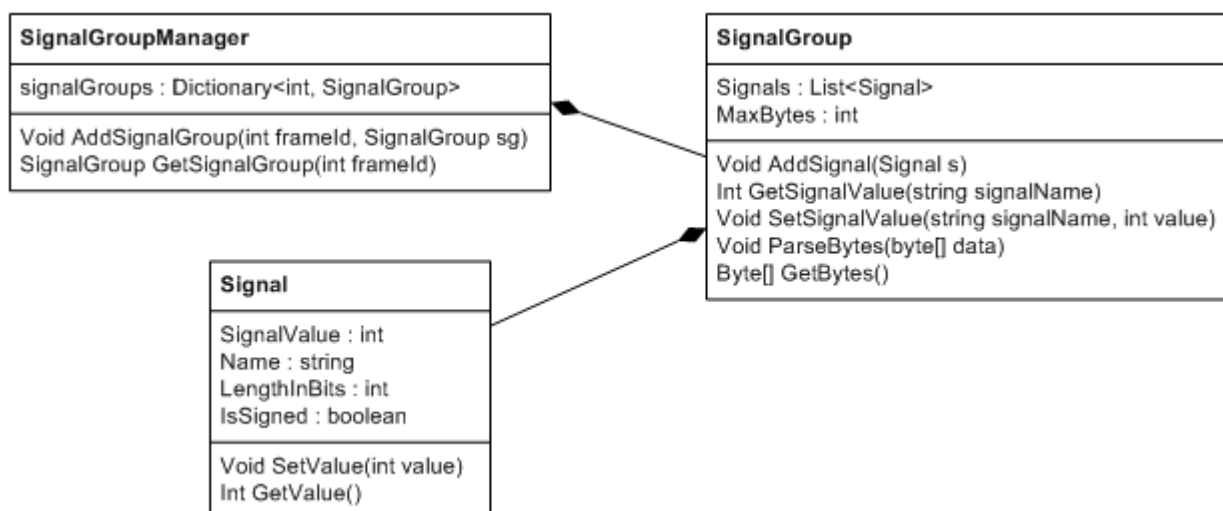 SignalGroupManager
signalGroups : Dictionary<int, SignalGroup>
Void AddSignalGroup(int frameId, SignalGroup sg)
SignalGroup GetSignalGroup(int frameId)
SignalGroup
Signals : List<Signal>
MaxBytes : int
Void AddSignal(Signal s)
Int GetSignalValue(string signalName)
Void SetSignalValue(string signalName, int value)
Void ParseBytes(byte[] data)
Byte[] GetBytes()
Signal
SignalValue : int
Name : string
LengthInBits : int
IsSigned : boolean
Void SetValue(int value)
Int GetValue()